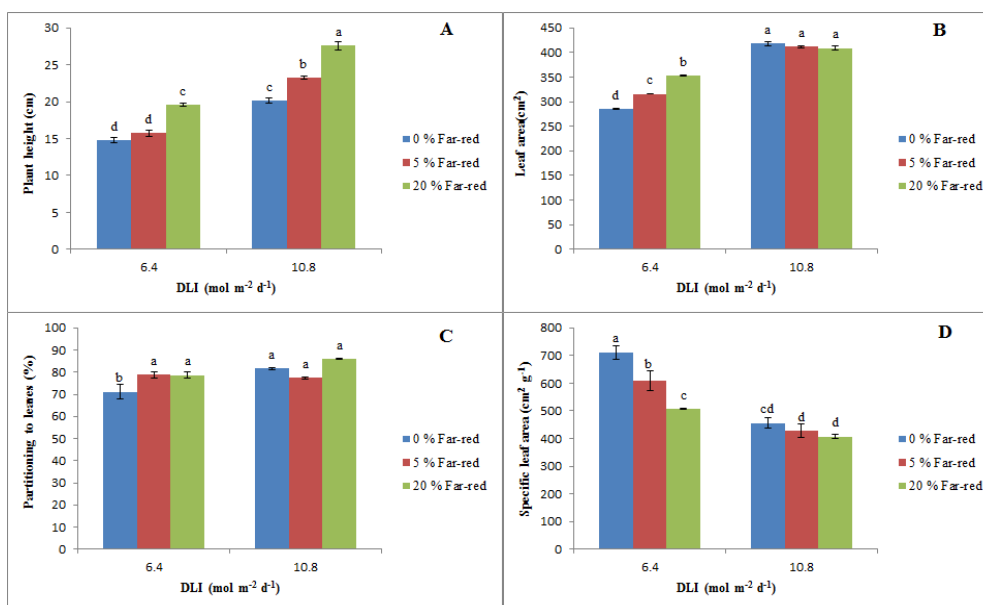 A
30
25
20
15
10
5
0
Plant height (cm)
d
d
c
c
b
a
6.4
10.8
DLI (mol m-2 d-1)
0 % Far-red
5 % Far-red
20 % Far-red
B
450
400
350
300
250
200
150
100
50
0
Leaf area(cm2)
d
c
b
a
a
a
6.4
10.8
DLI (mol m-2 d-1)
0 % Far-red
5 % Far-red
20 % Far-red
C
100
90
80
70
60
50
40
30
20
10
0
Partitioning to leaves (%)
b
a
a
a
a
a
6.4
10.8
DLI (mol m-2 d-1)
0 % Far-red
5 % Far-red
20 % Far-red
D
800
700
600
500
400
300
200
100
0
Specific leaf area (cm2 g-1)
a
b
c
cd
d
d
6.4
10.8
DLI (mol m-2 d-1)
0 % Far-red
5 % Far-red
20 % Far-red